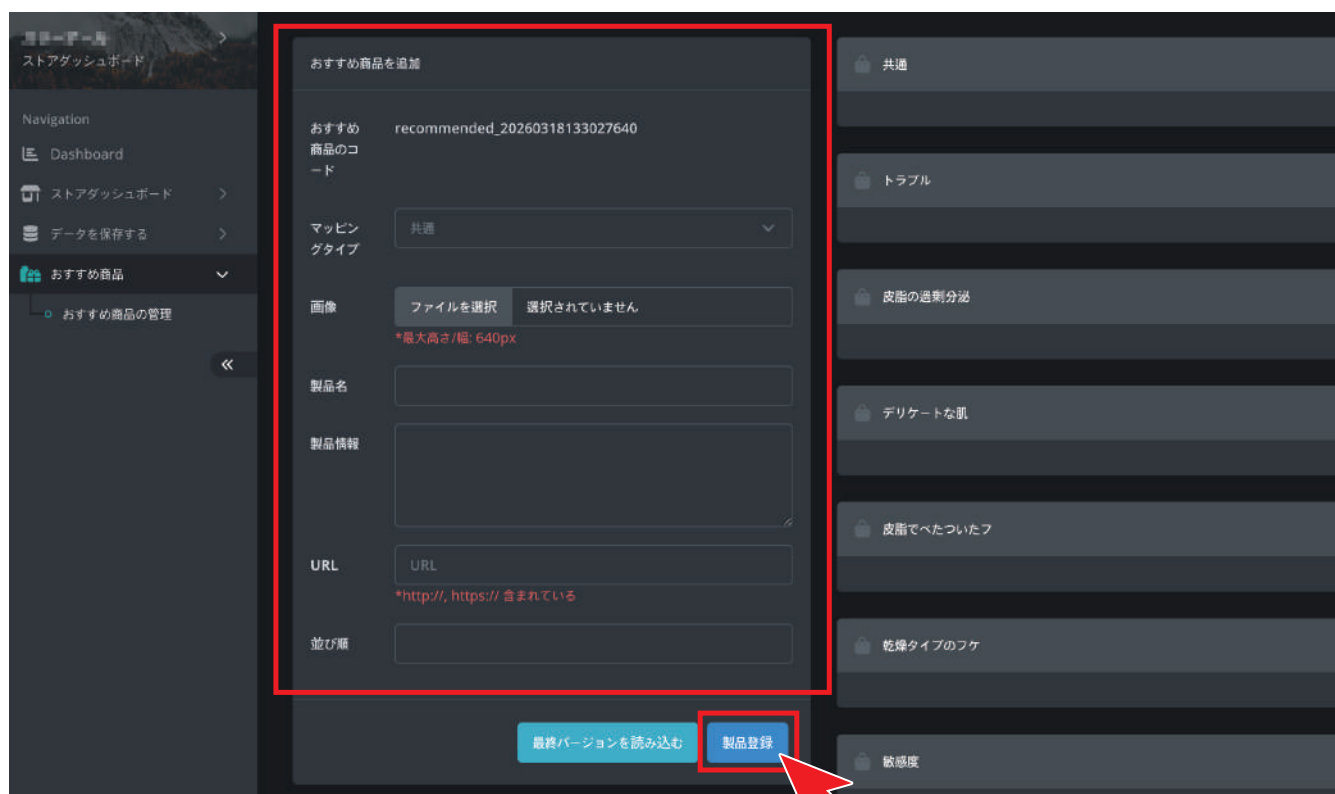 ストアダッシュボード
Navigation
Dashboard
ストアダッシュボード
データを保存する
おすすめ商品
おすすめ商品の管理
おすすめ商品を追加
おすすめ
商品のコ
ード
recommended_20260318133027640
マッピン
グタイプ
共通
画像
ファイルを選択 選択されていません
*最大高さ/幅: 640px
製品名
製品情報
URL
URL
*http://, https:// 含まれている
並び順
最終バージョンを読み込む
製品登録
共通
トラブル
皮脂の過剰分泌
デリケートな肌
皮脂でべたついたフ
乾燥タイプのフケ
敏感度